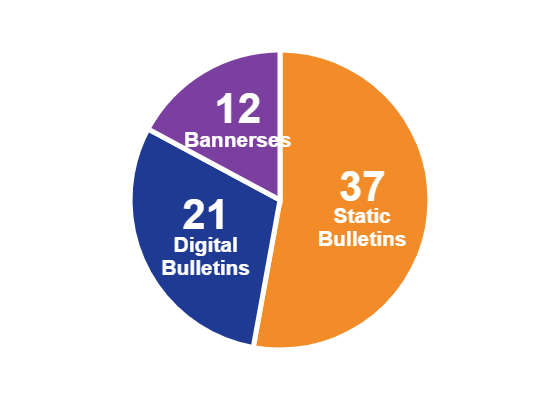 12
Bannerses
37
Static
Bulletins
21
Digital
Bulletins